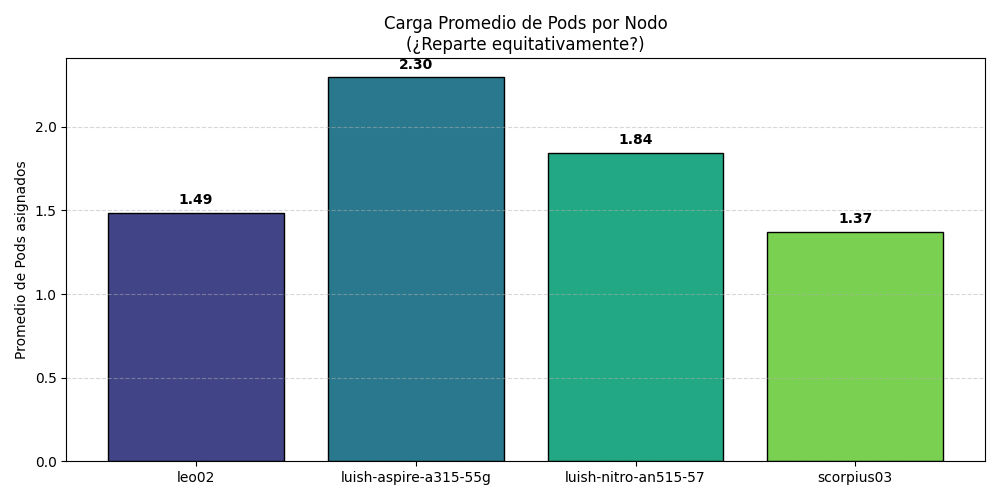 Carga Promedio de Pods por Nodo
(¿Reparte equitativamente?)
Promedio de Pods asignados
2.0
1.5
1.0
0.5
0.0
1.49
2.30
1.84
1.37
leo02
luish-aspire-a315-55g
luish-nitro-an515-57
scorpius03